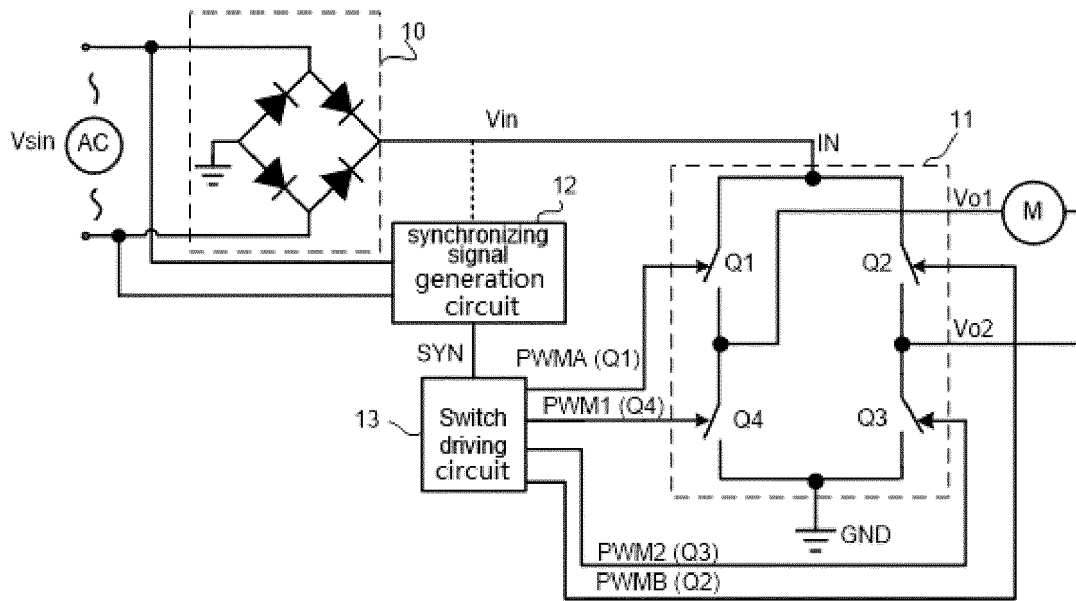 10
Vsin
AC
Vin
IN
11
12
synchronizing
signal
generation
circuit
Vo1
M
Q1
Q2
SYN
PWMA (Q1)
Vo2
13
Switch
driving
circuit
PWM1 (Q4)
Q4
Q3
GND
PWM2 (Q3)
PWMB (Q2)